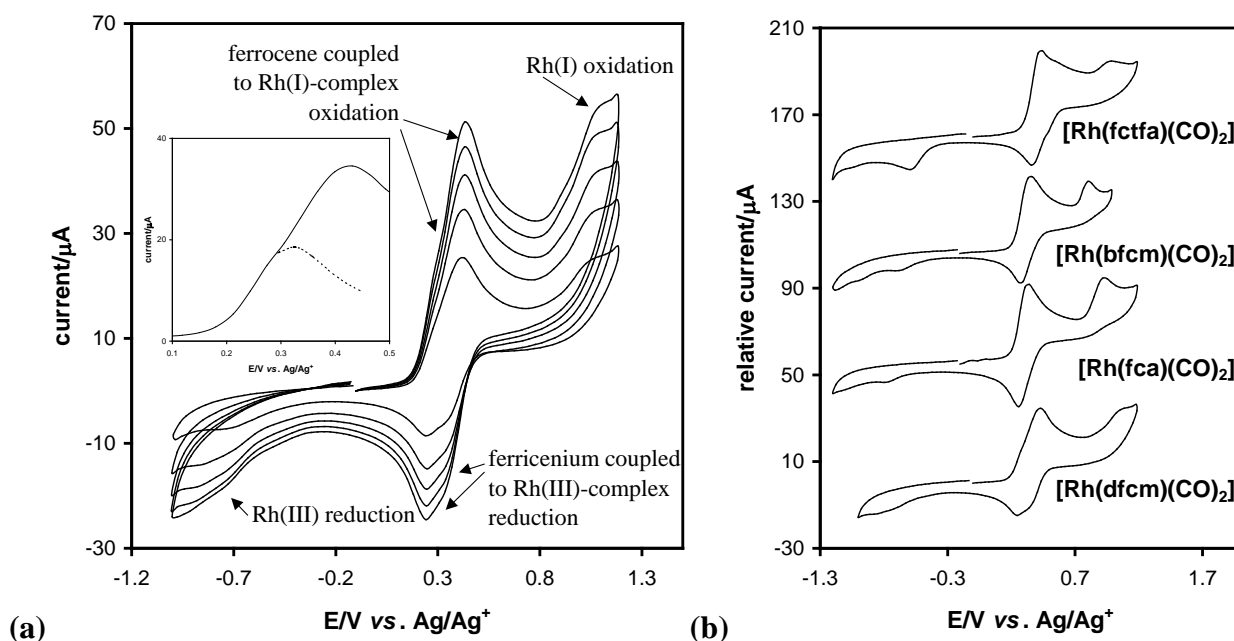 70
50
30
10
-10
-30
current/µA
ferrocene coupled
to Rh(I)-complex
oxidation
Rh(I) oxidation
40
20
0
current/µA
0.1 0.2 0.3 0.4 0.5
E/V vs. Ag/Ag+
Rh(III) reduction
ferricenium coupled
to Rh(III)-complex
reduction
-1.2 -0.7 -0.2 0.3 0.8 1.3
E/V vs. Ag/Ag+
(a)
210
170
130
90
50
10
-30
relative current/µA
[Rh(fctfa)(CO)2]
[Rh(bfcm)(CO)2]
[Rh(fca)(CO)2]
[Rh(dfcm)(CO)2]
-1.3 -0.3 0.7 1.7
E/V vs. Ag/Ag+
(b)